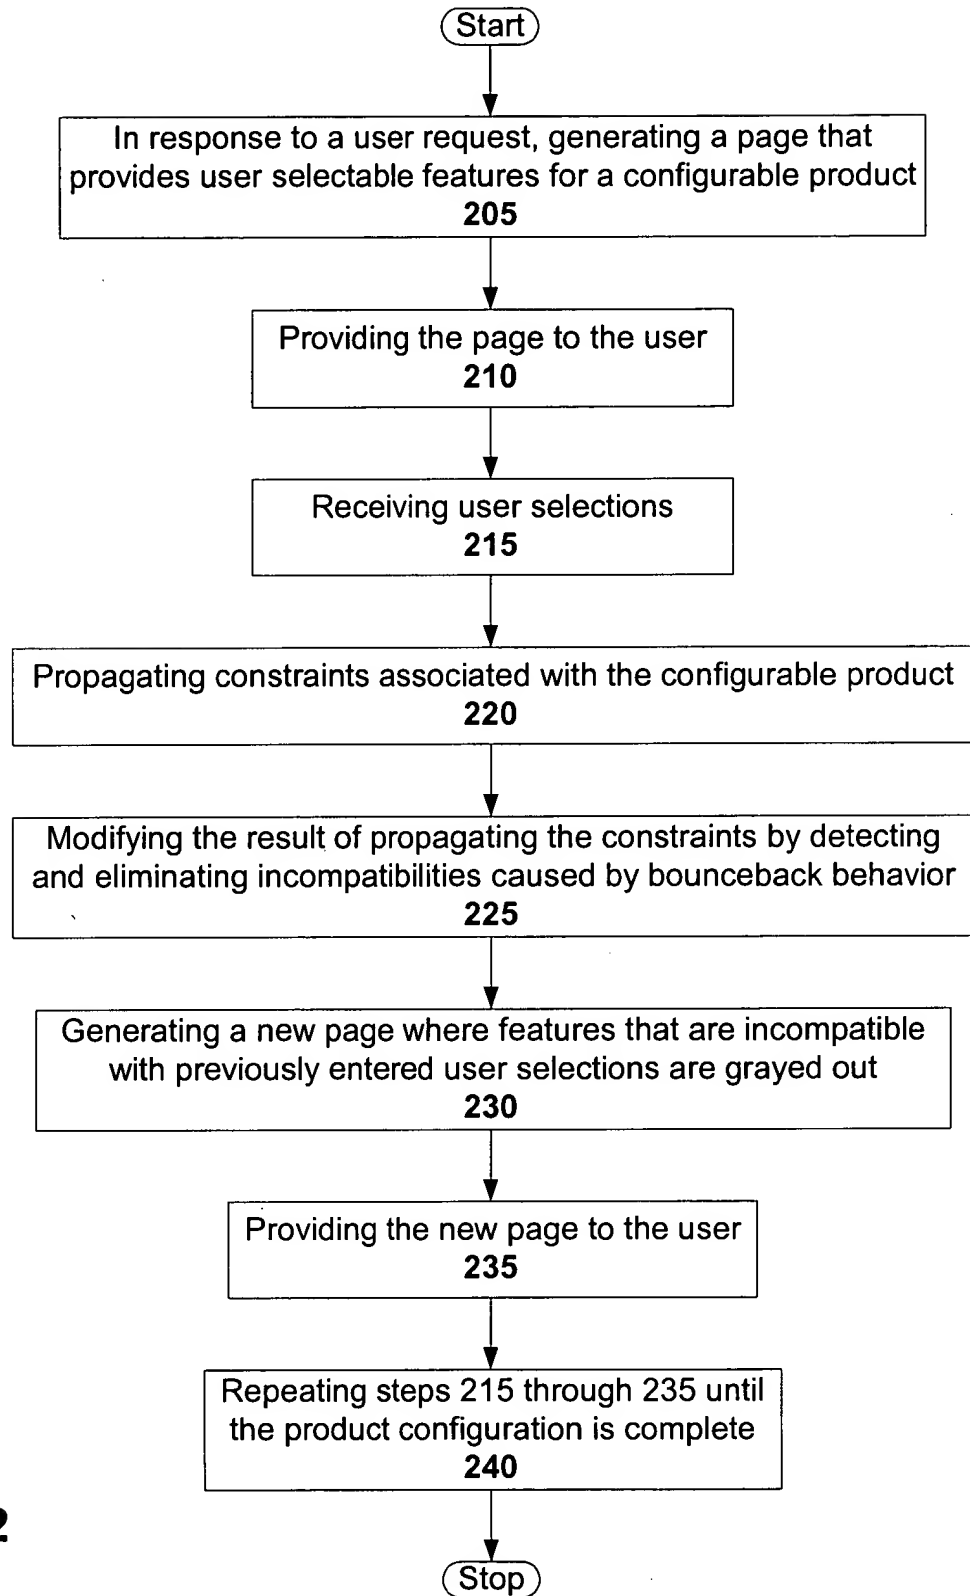 Start
In response to a user request, generating a page that
provides user selectable features for a configurable product
205
Providing the page to the user
210
Receiving user selections
215
Propagating constraints associated with the configurable product
220
Modifying the result of propagating the constraints by detecting
and eliminating incompatibilities caused by bounceback behavior
225
Generating a new page where features that are incompatible
with previously entered user selections are grayed out
230
Providing the new page to the user
235
Repeating steps 215 through 235 until
the product configuration is complete
240
2
Stop